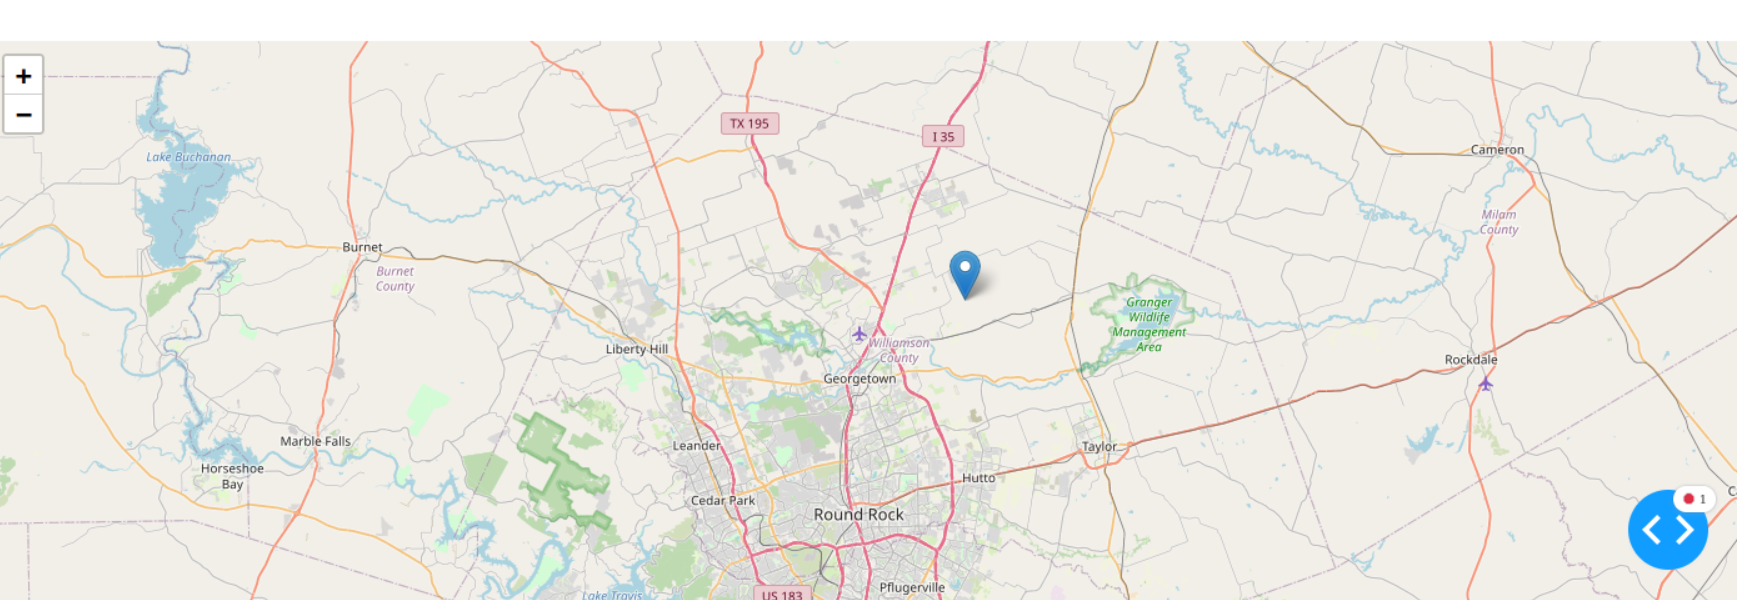 +
−
TX 195
I 35
Lake Buchanan
Cameron
Milam
County
Burnet
Burnet
County
Granger
Wildlife
Management
Area
Williamson
County
Liberty Hill
Rockdale
Georgetown
Marble Falls
Leander
Taylor
Horseshoe
Bay
Hutto
Cedar Park
C
1
Round Rock
Pflugerville
Lake Travis
US 183